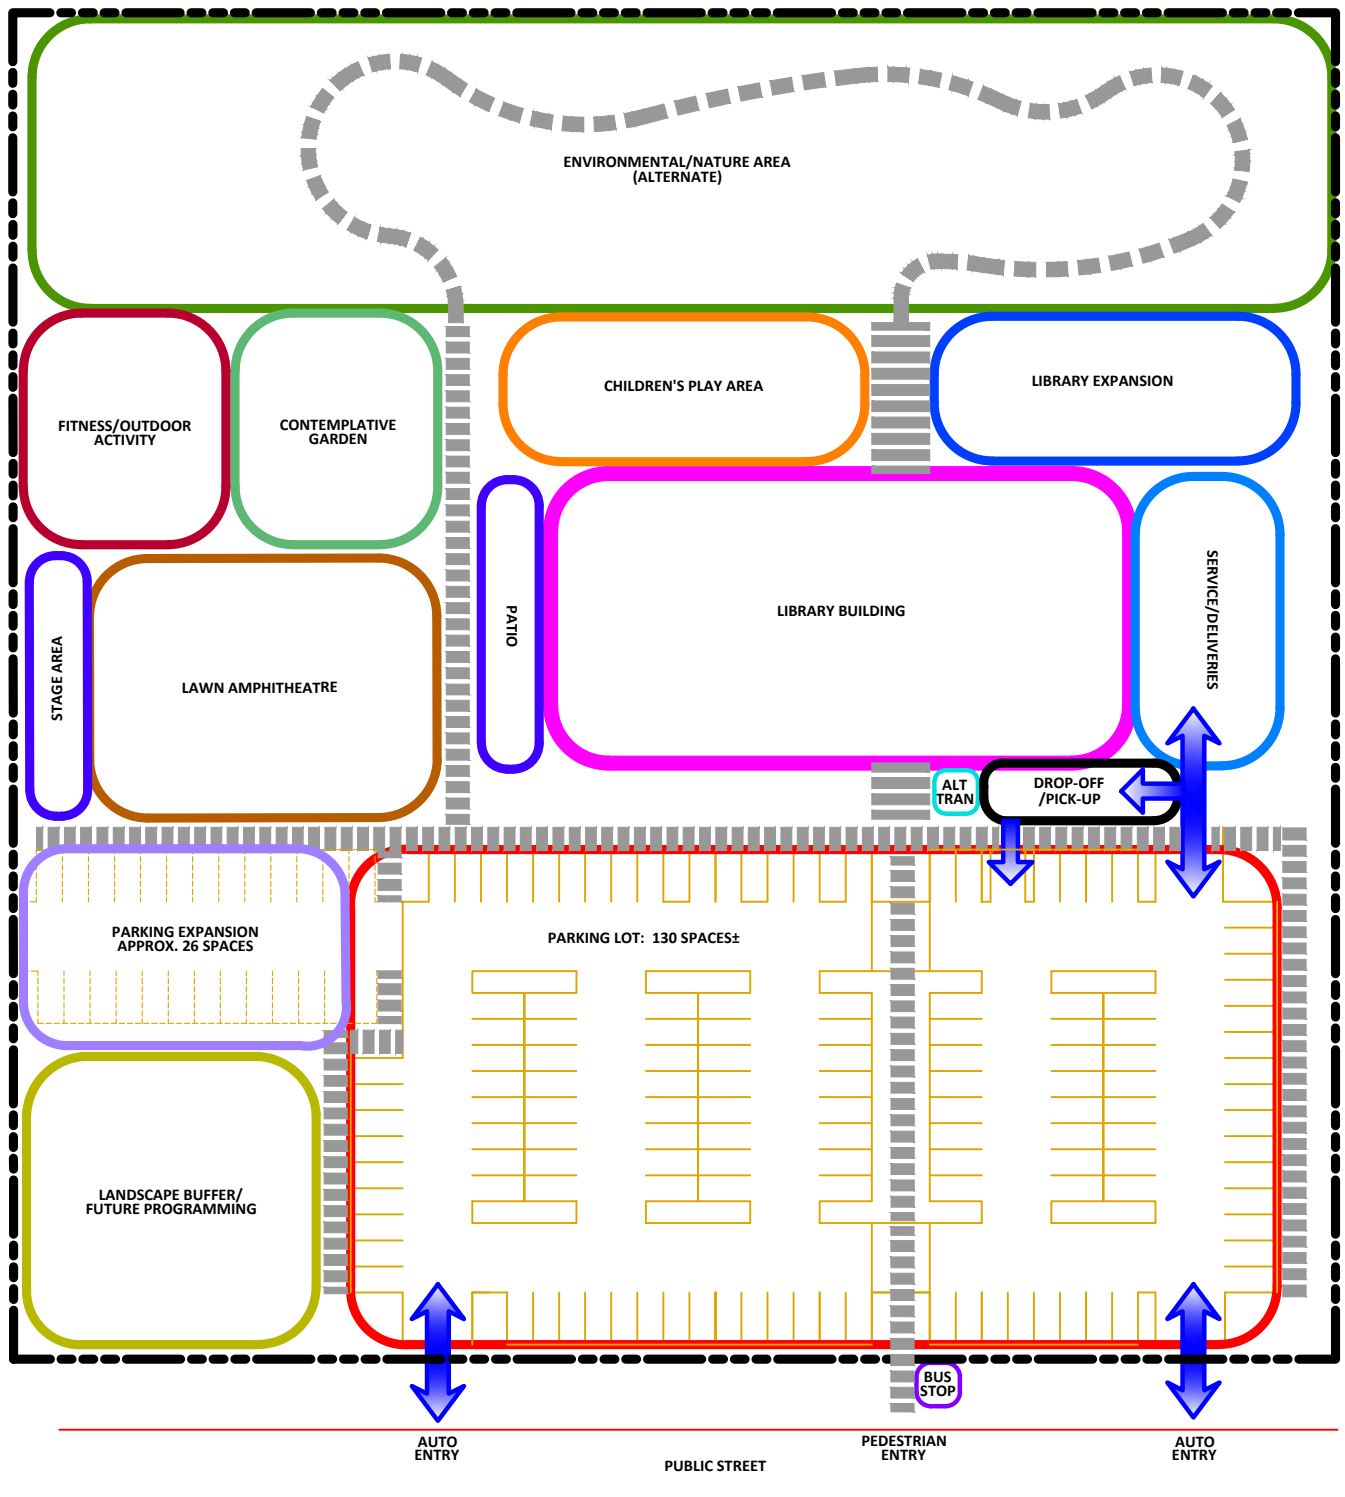 ENVIRONMENTAL/NATURE AREA
(ALTERNATE)
CHILDREN'S PLAY AREA
LIBRARY EXPANSION
FITNESS/OUTDOOR
ACTIVITY
CONTEMPLATIVE
GARDEN
STAGE AREA
LAWN AMPHITHEATRE
PATIO
LIBRARY BUILDING
SERVICE/DELIVERIES
ALT
TRAN
DROP-OFF
/PICK-UP
PARKING EXPANSION
APPROX. 26 SPACES
PARKING LOT: 130 SPACES±
LANDSCAPE BUFFER/
FUTURE PROGRAMMING
BUS
STOP
AUTO
ENTRY
PEDESTRIAN
ENTRY
AUTO
ENTRY
PUBLIC STREET